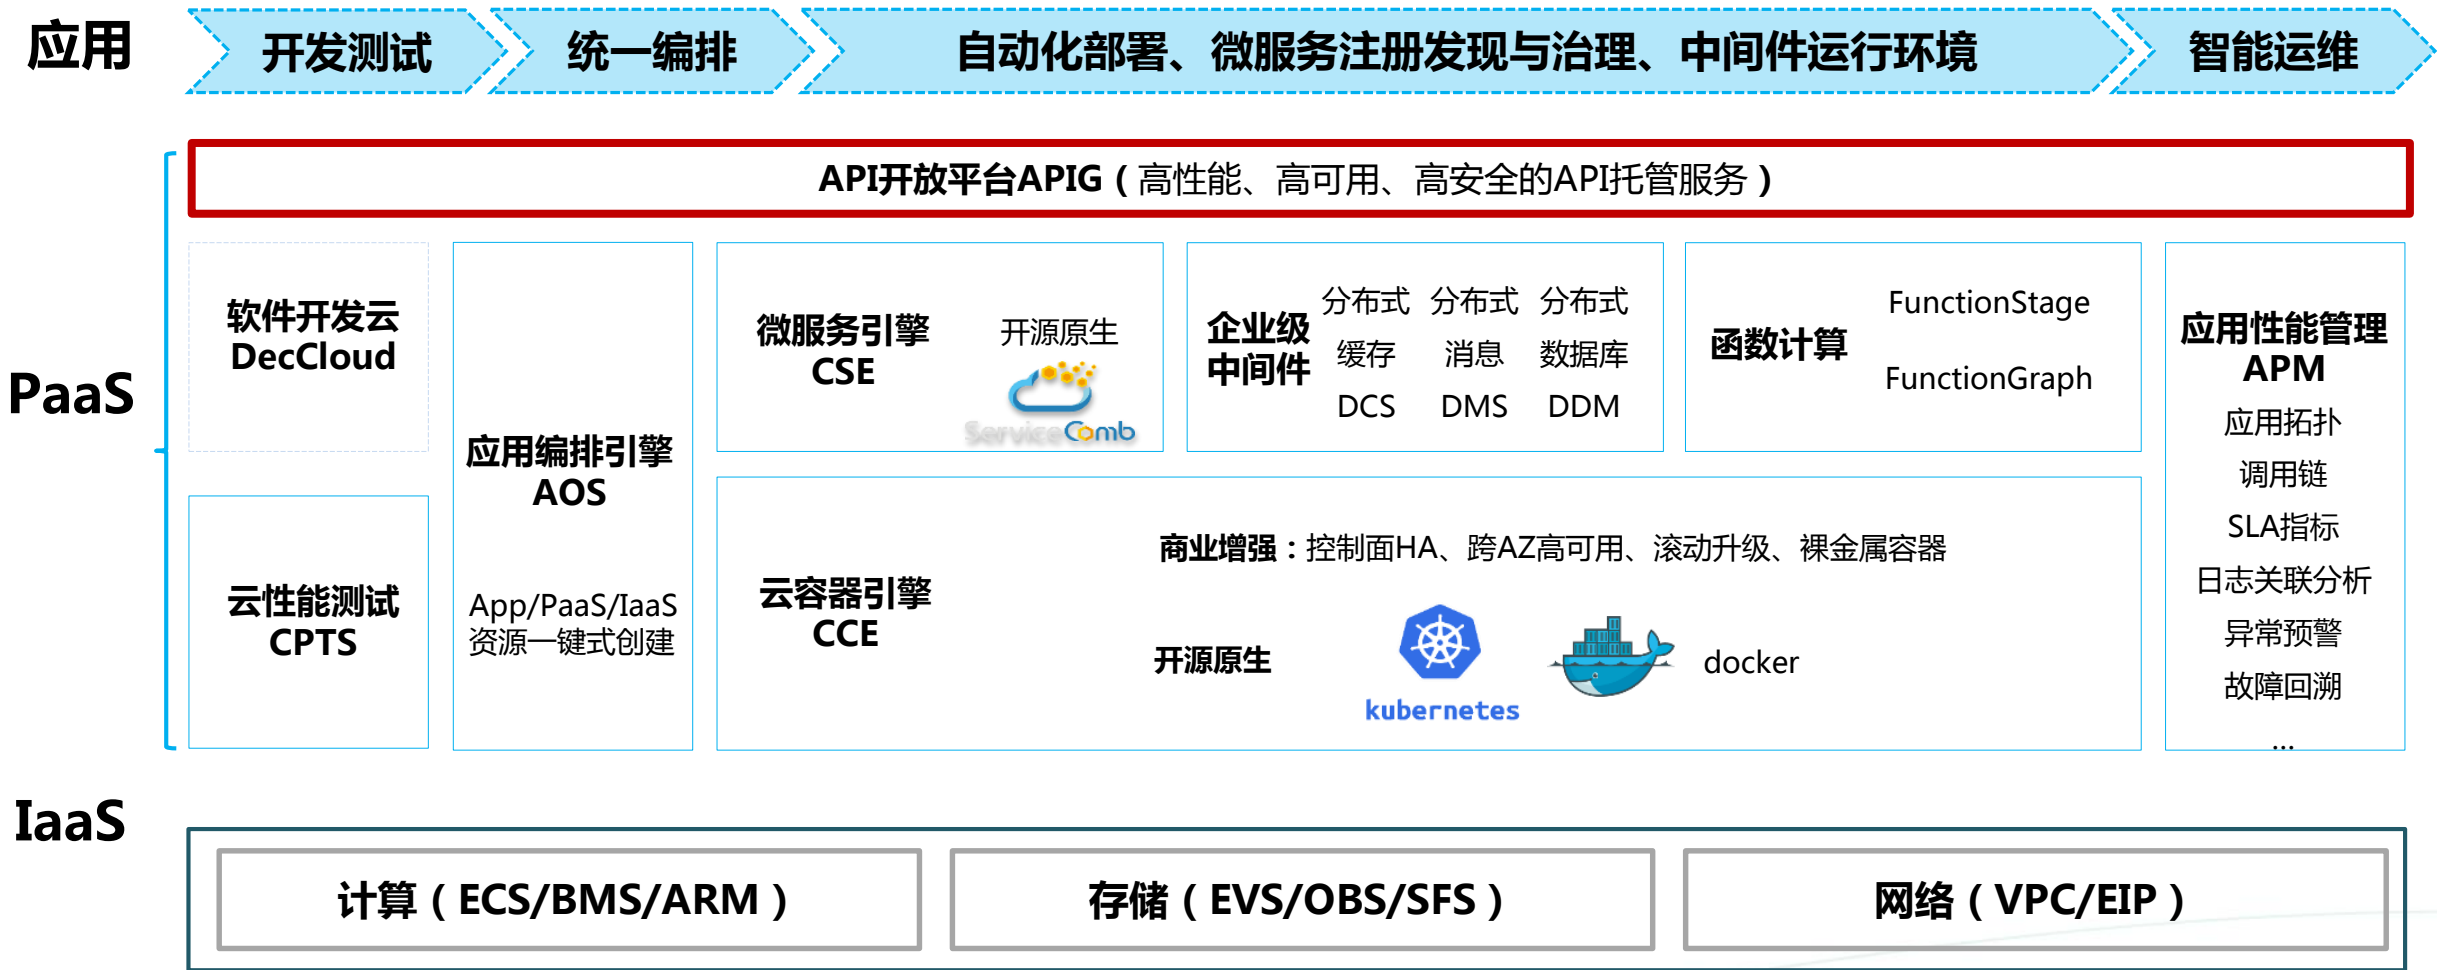 应用
开发测试
统一编排
自动化部署、微服务注册发现与治理、中间件运行环境
智能运维
PaaS
API开放平台APIG（高性能、高可用、高安全的API托管服务）
软件开发云
DecCloud
云性能测试
CPTS
应用编排引擎
AOS
App/PaaS/IaaS
资源一键式创建
微服务引擎
CSE
开源原生
ServiceComb
企业级
中间件
分布式 分布式 分布式
缓存 消息 数据库
DCS DMS DDM
函数计算
FunctionStage
FunctionGraph
云容器引擎
CCE
商业增强：控制面HA、跨AZ高可用、滚动升级、裸金属容器
开源原生
kubernetes
docker
应用性能管理
APM
应用拓扑
调用链
SLA指标
日志关联分析
异常预警
故障回溯
...
IaaS
计算（ECS/BMS/ARM）
存储（EVS/OBS/SFS）
网络（VPC/EIP）